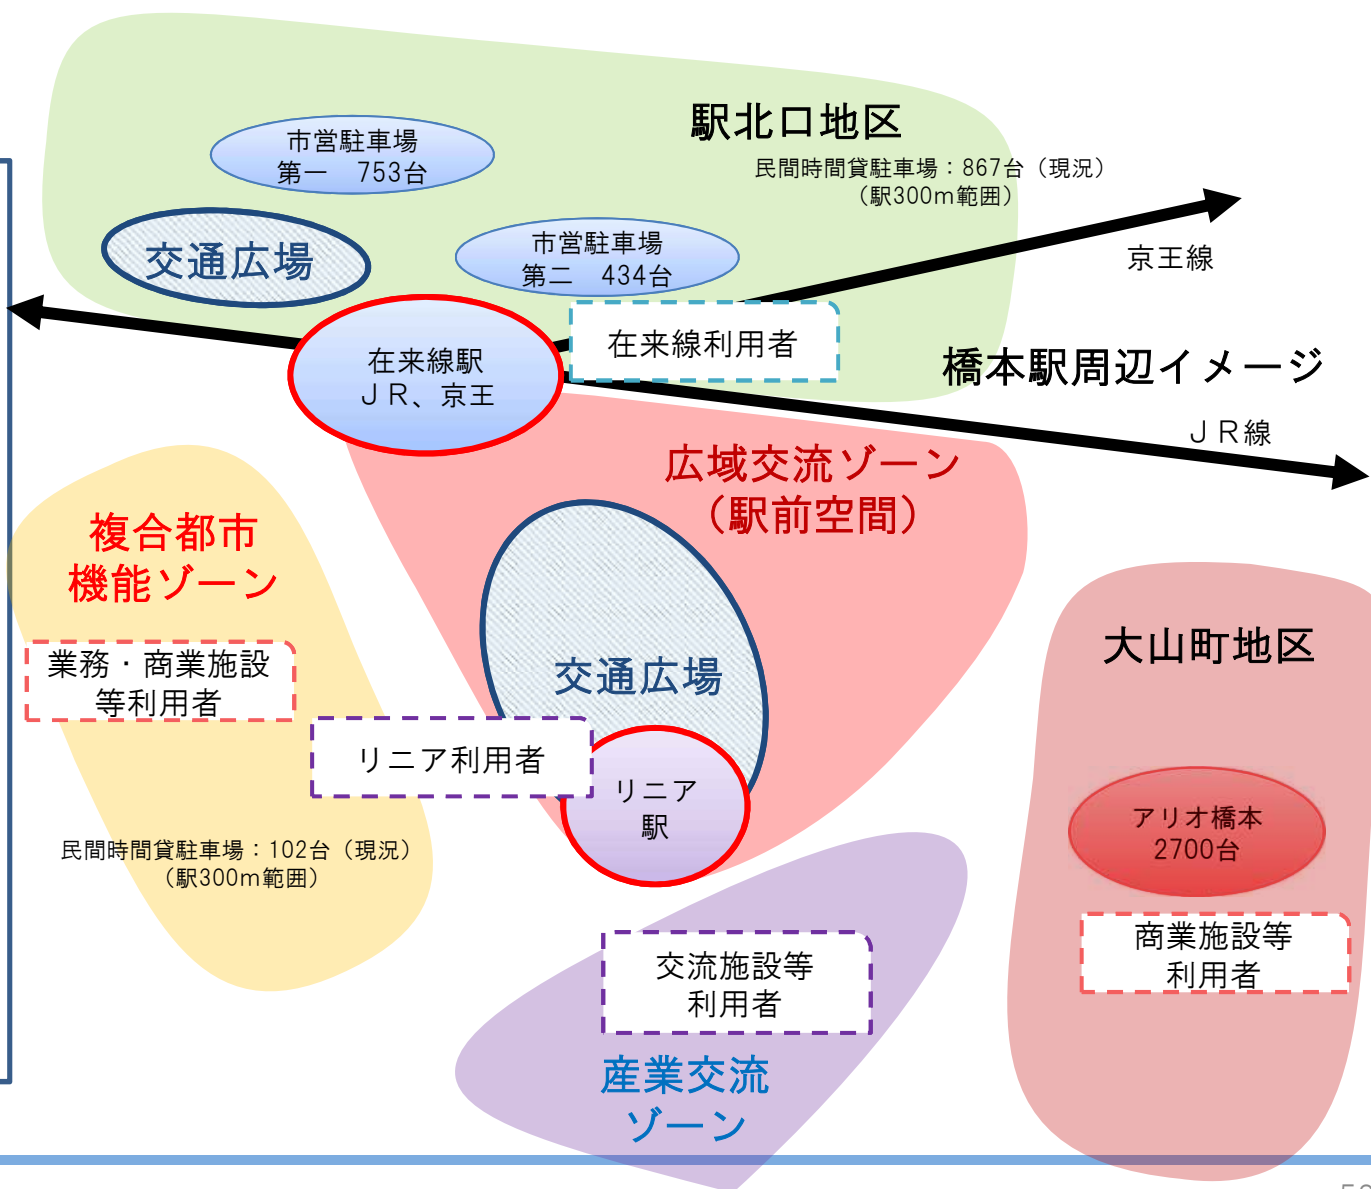 駅北口地区
市営駐車場
第一 753台
民間時間貸駐車場：867台（現況）
（駅300m範囲）
交通広場
市営駐車場
第二 434台
京王線
在来線利用者
在来線駅
ＪＲ、京王
橋本駅周辺イメージ
ＪＲ線
広域交流ゾーン
（駅前空間）
複合都市
機能ゾーン
業務・商業施設
等利用者
交通広場
大山町地区
リニア利用者
リニア
駅
アリオ橋本
2700台
民間時間貸駐車場：102台（現況）
（駅300m範囲）
商業施設等
利用者
交流施設等
利用者
産業交流
ゾーン